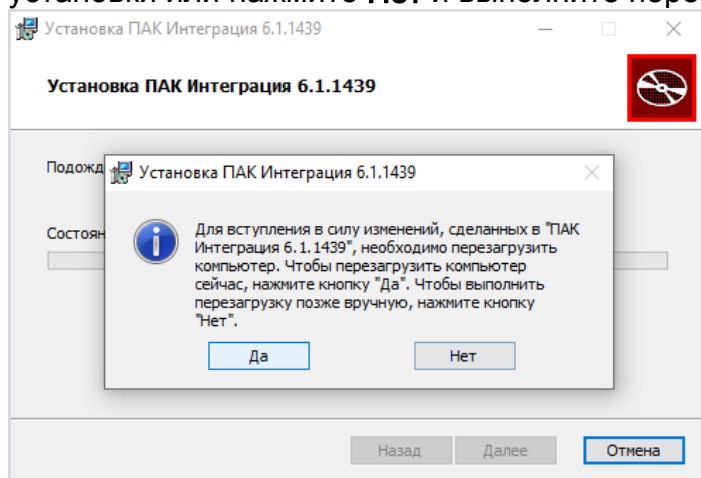 установки или нажмите Нет и выполните пере
Установка ПАК Интеграция 6.1.1439
Установка ПАК Интеграция 6.1.1439
Подожд
Установка ПАК Интеграция 6.1.1439
Состоян
Для вступления в силу изменений, сделанных в "ПАК
Интеграция 6.1.1439", необходимо перезагрузить
компьютер. Чтобы перезагрузить компьютер
сейчас, нажмите кнопку "Да". Чтобы выполнить
перезагрузку позже вручную, нажмите кнопку
"Нет".
Да
Нет
Назад
Далее
Отмена